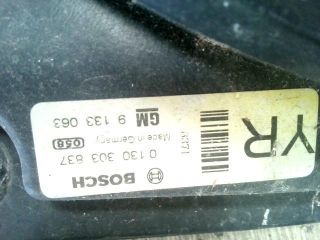 BOSCH
0 130 303 837
Made in Germany
058
GM 9 133 063
YR